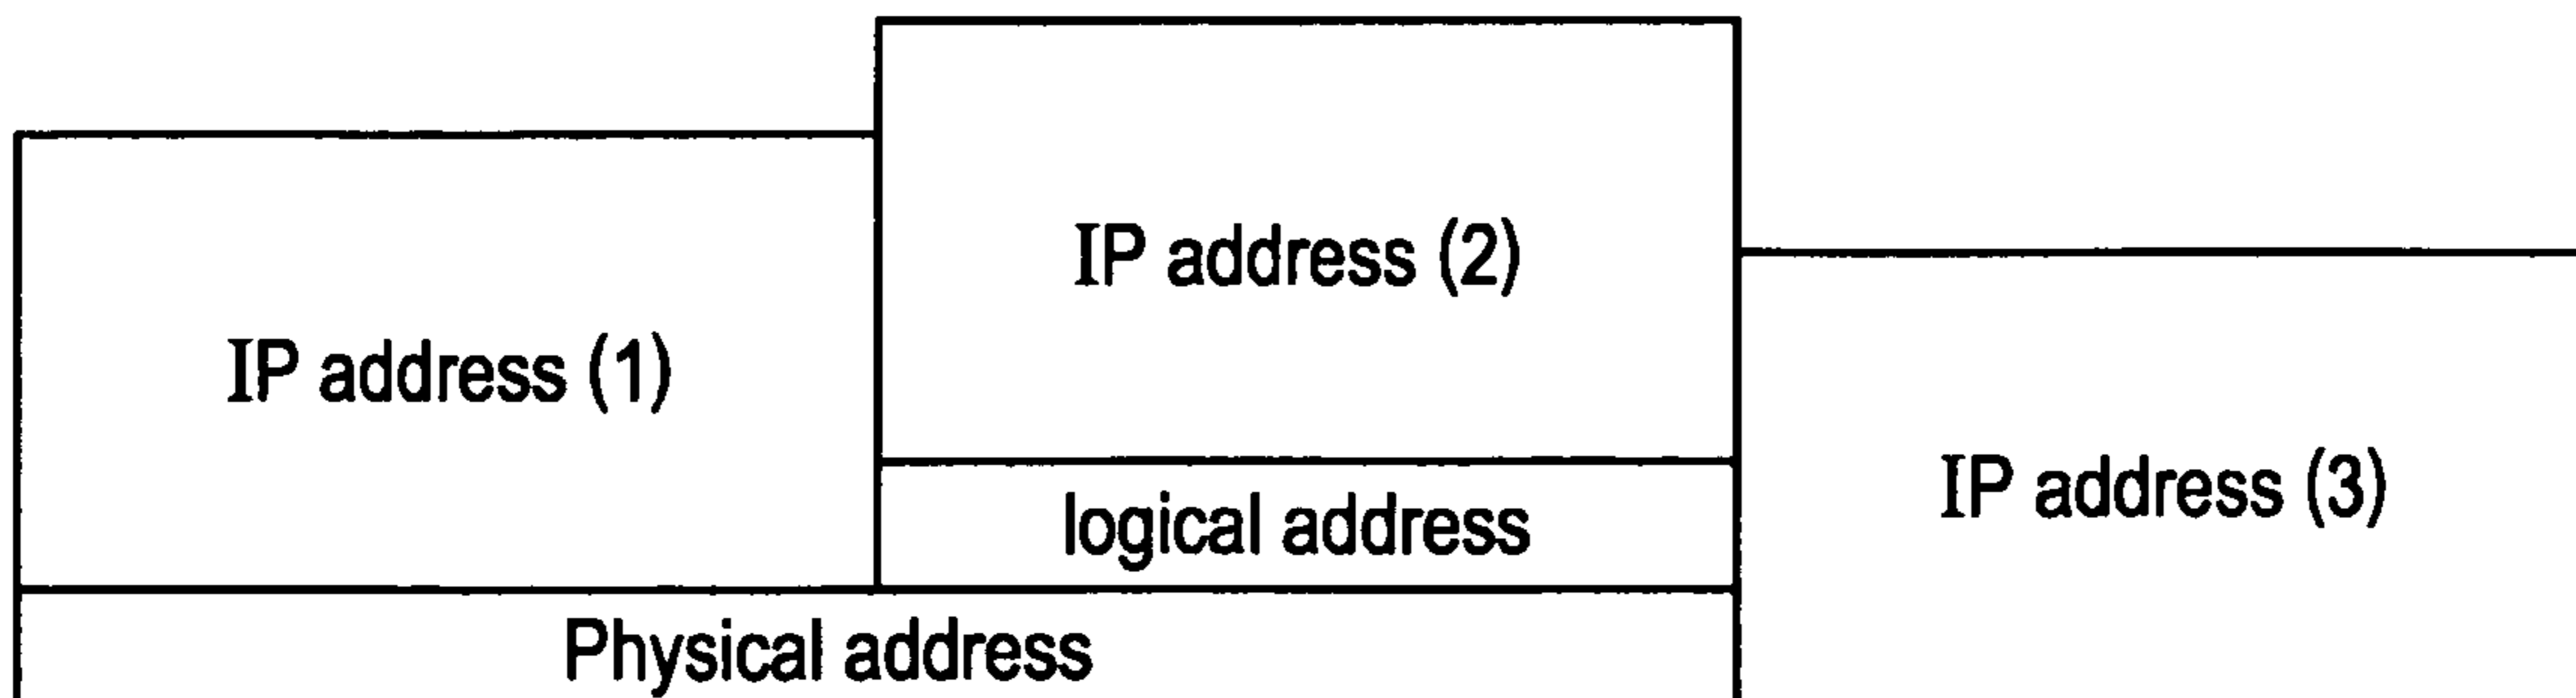 IP address (1)
IP address (2)
IP address (3)
logical address
Physical address